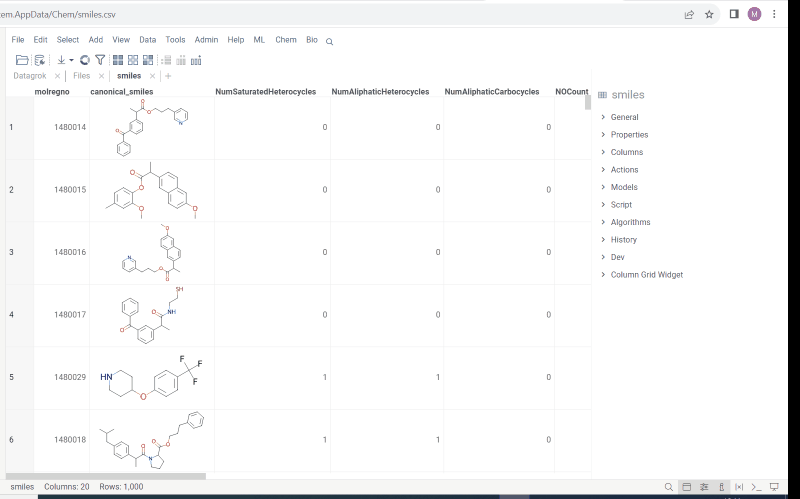 em.AppData/Chem/smiles.csv
M
File Edit Select Add View Data Tools Admin Help ML Chem Bio
Datagrok × Files × smiles × +
molregno canonical_smiles NumSaturatedHeterocycles NumAliphaticHeterocycles NumAliphaticCarbocycles NOCount
1 1480014 O O O N 0 0 0
2 1480015 O O O O 0 0 0
3 1480016 O N O O 0 0 0
4 1480017 SH O NH O 0 0 0
5 1480029 HN O F F F 1 1 0
6 1480018 O N O O 1 1 0
smiles
General
Properties
Columns
Actions
Models
Script
Algorithms
History
Dev
Column Grid Widget
smiles Columns: 20 Rows: 1,000